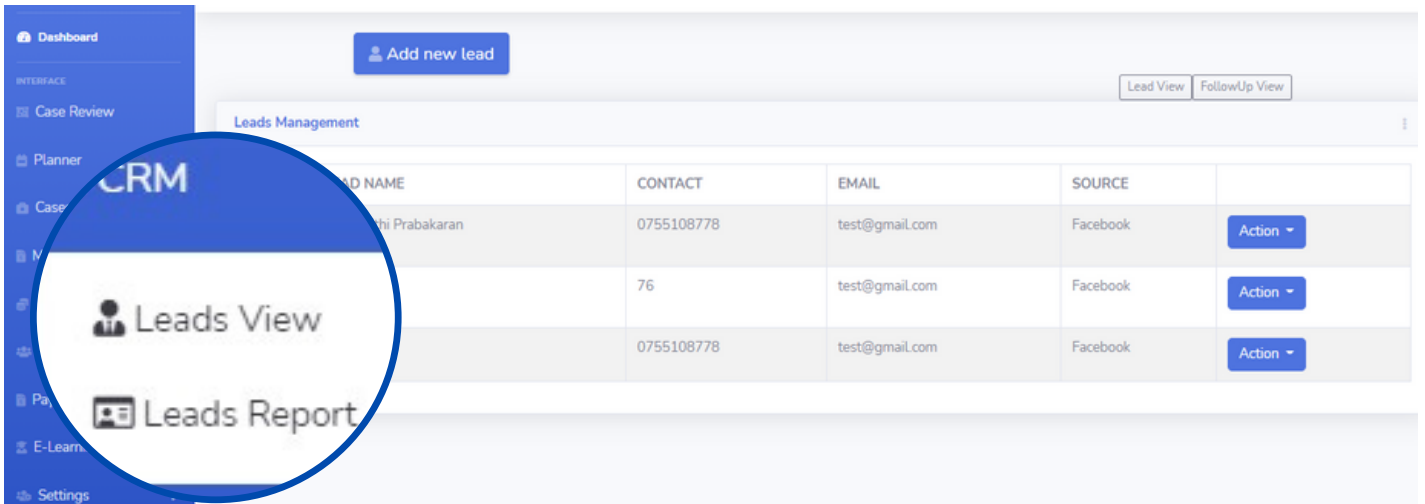 Dashboard
Add new lead
INTERFACE
Lead View FollowUp View
Case Review
Leads Management
Planner
CRM
NAME CONTACT EMAIL SOURCE
Prabakaran 0755108778 test@gmail.com Facebook Action
76 test@gmail.com Facebook Action
Leads View
0755108778 test@gmail.com Facebook Action
Leads Report
Settings